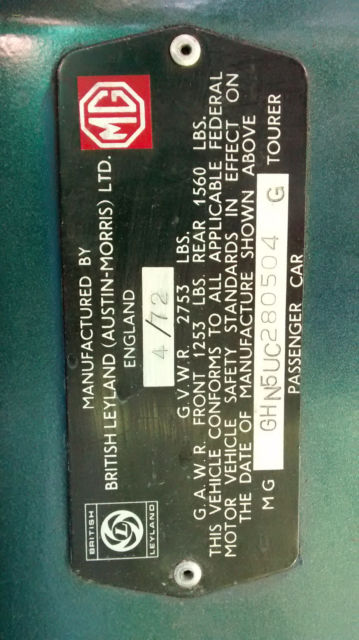 MG
MANUFACTURED BY
BRITISH LEYLAND (AUSTIN-MORRIS) LTD.
ENGLAND
BRITISH
L
LEYLAND
4/72
G.V.W.R. 2753 LBS.
G.A.W.R. FRONT 1253 LBS. REAR 1560 LBS.
THIS VEHICLE CONFORMS TO ALL APPLICABLE FEDERAL
MOTOR VEHICLE SAFETY STANDARDS IN EFFECT ON
THE DATE OF MANUFACTURE SHOWN ABOVE
MG GHN5UC280504 G TOURER
PASSENGER CAR